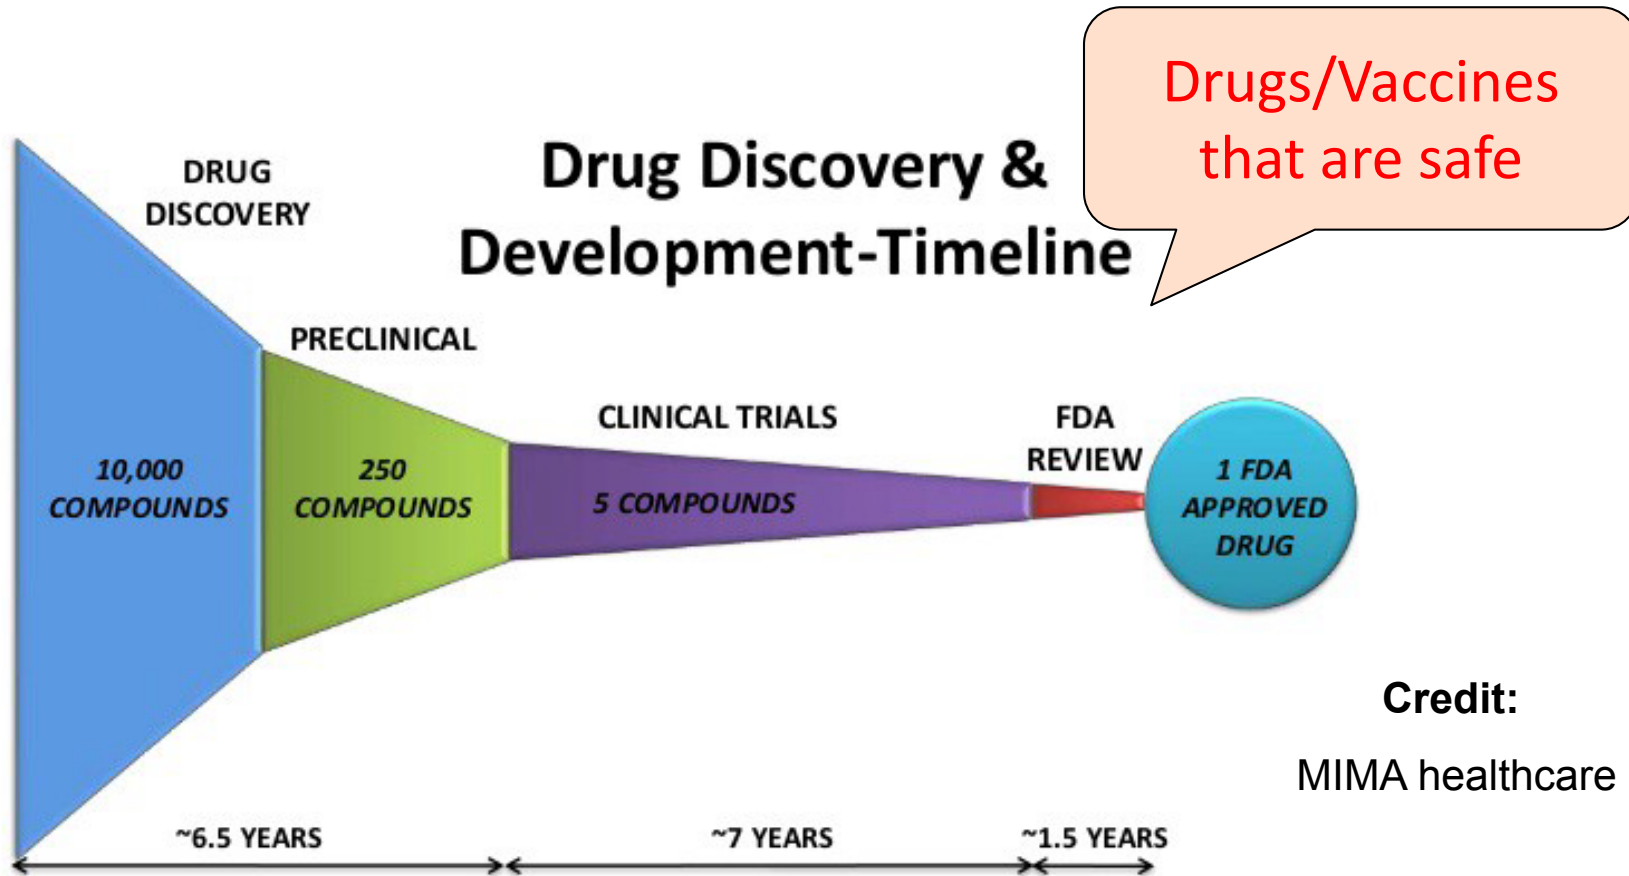 Drugs/Vaccines
that are safe
Drug Discovery &
Development-Timeline
DRUG
DISCOVERY
PRECLINICAL
CLINICAL TRIALS
FDA
REVIEW
10,000
COMPOUNDS
250
COMPOUNDS
5 COMPOUNDS
1 FDA
APPROVED
DRUG
Credit:
MIMA healthcare
~6.5 YEARS
~7 YEARS
~1.5 YEARS